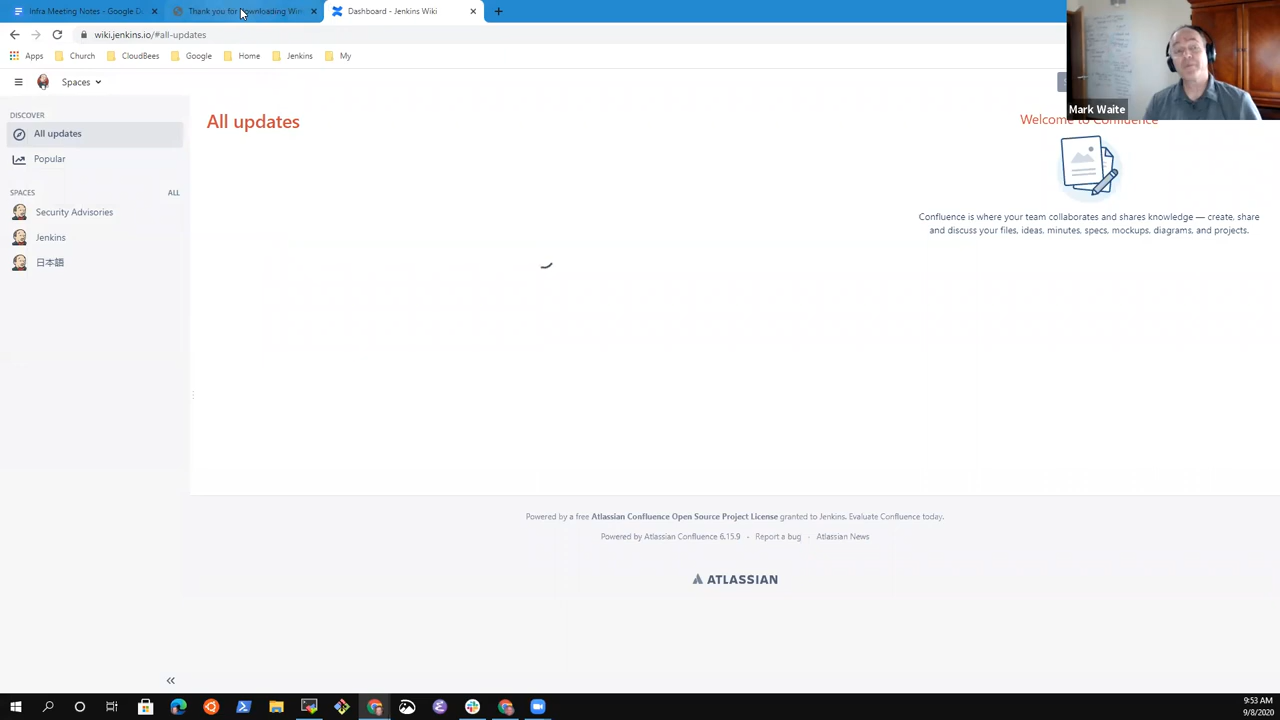 Infra Meeting Notes - Google D
Thank you for downloading Win
Dashboard - Jenkins Wiki
wiki.jenkins.io/#all-updates
Apps
Church
CloudBees
Google
Home
Jenkins
My
Spaces
Mark Waite
DISCOVER
All updates
Popular
SPACES
ALL
Security Advisories
Jenkins
日本語
All updates
Welcome to Confluence
Confluence is where your team collaborates and shares knowledge — create, share
and discuss your files, ideas, minutes, specs, mockups, diagrams, and projects.
Powered by a free Atlassian Confluence Open Source Project License granted to Jenkins. Evaluate Confluence today.
Powered by Atlassian Confluence 6.15.9 · Report a bug · Atlassian News
ATLASSIAN
9:53 AM
9/8/2020